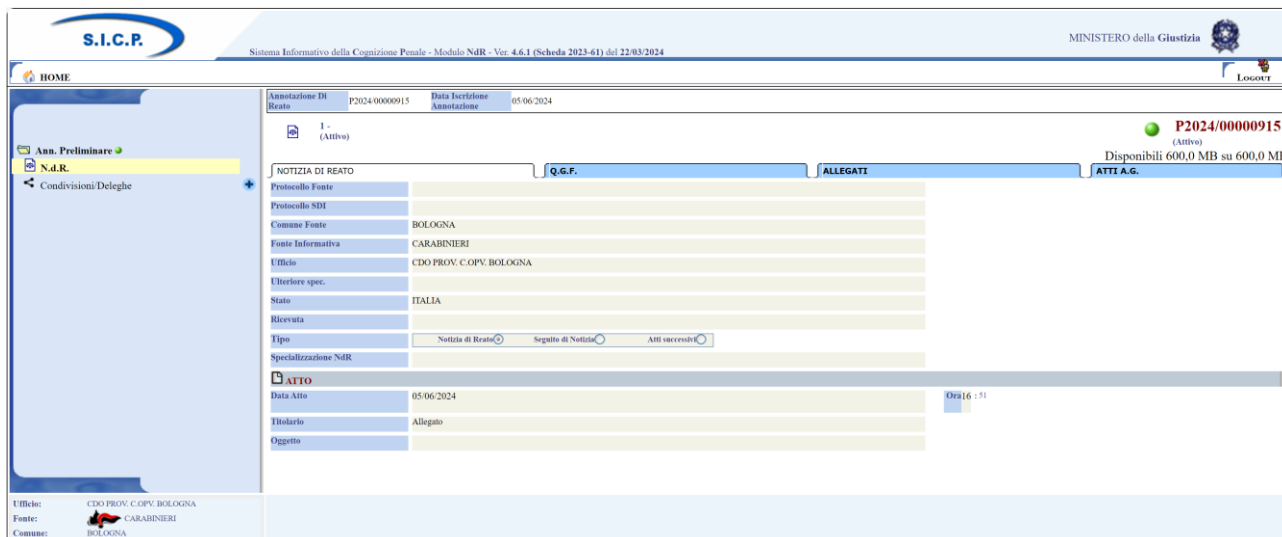 S.I.C.P.
Sistema Informativo della Cognizione Penale - Modulo NdR - Ver. 4.6.1 (Scheda 2023-61) del 22/03/2024
MINISTERO della Giustizia
HOME
LOGOUT
Annotazione Di Reato P2024/00000915 Data Iscrizione Annotazione 05/06/2024
1 -
(Attivo)
P2024/00000915
(Attivo)
Disponibili 600,0 MB su 600,0 MB
Ann. Preliminare
N.d.R.
Condivisioni/Deleghe
NOTIZIA DI REATO Q.G.F. ALLEGATI ATTI A.G.
Protocollo Fonte
Protocollo SDI
Comune Fonte BOLOGNA
Fonte Informativa CARABINIERI
Ufficio CDO PROV. C.OPV. BOLOGNA
Ulteriore spec.
Stato ITALIA
Ricevuta
Tipo Notizia di Reato Seguito di Notizia Atti successivi
Specializzazione NdR
ATTO
Data Atto 05/06/2024 Ora 16 : 51
Titolario Allegato
Oggetto
Ufficio: CDO PROV. C.OPV. BOLOGNA
Fonte: CARABINIERI
Comune: BOLOGNA